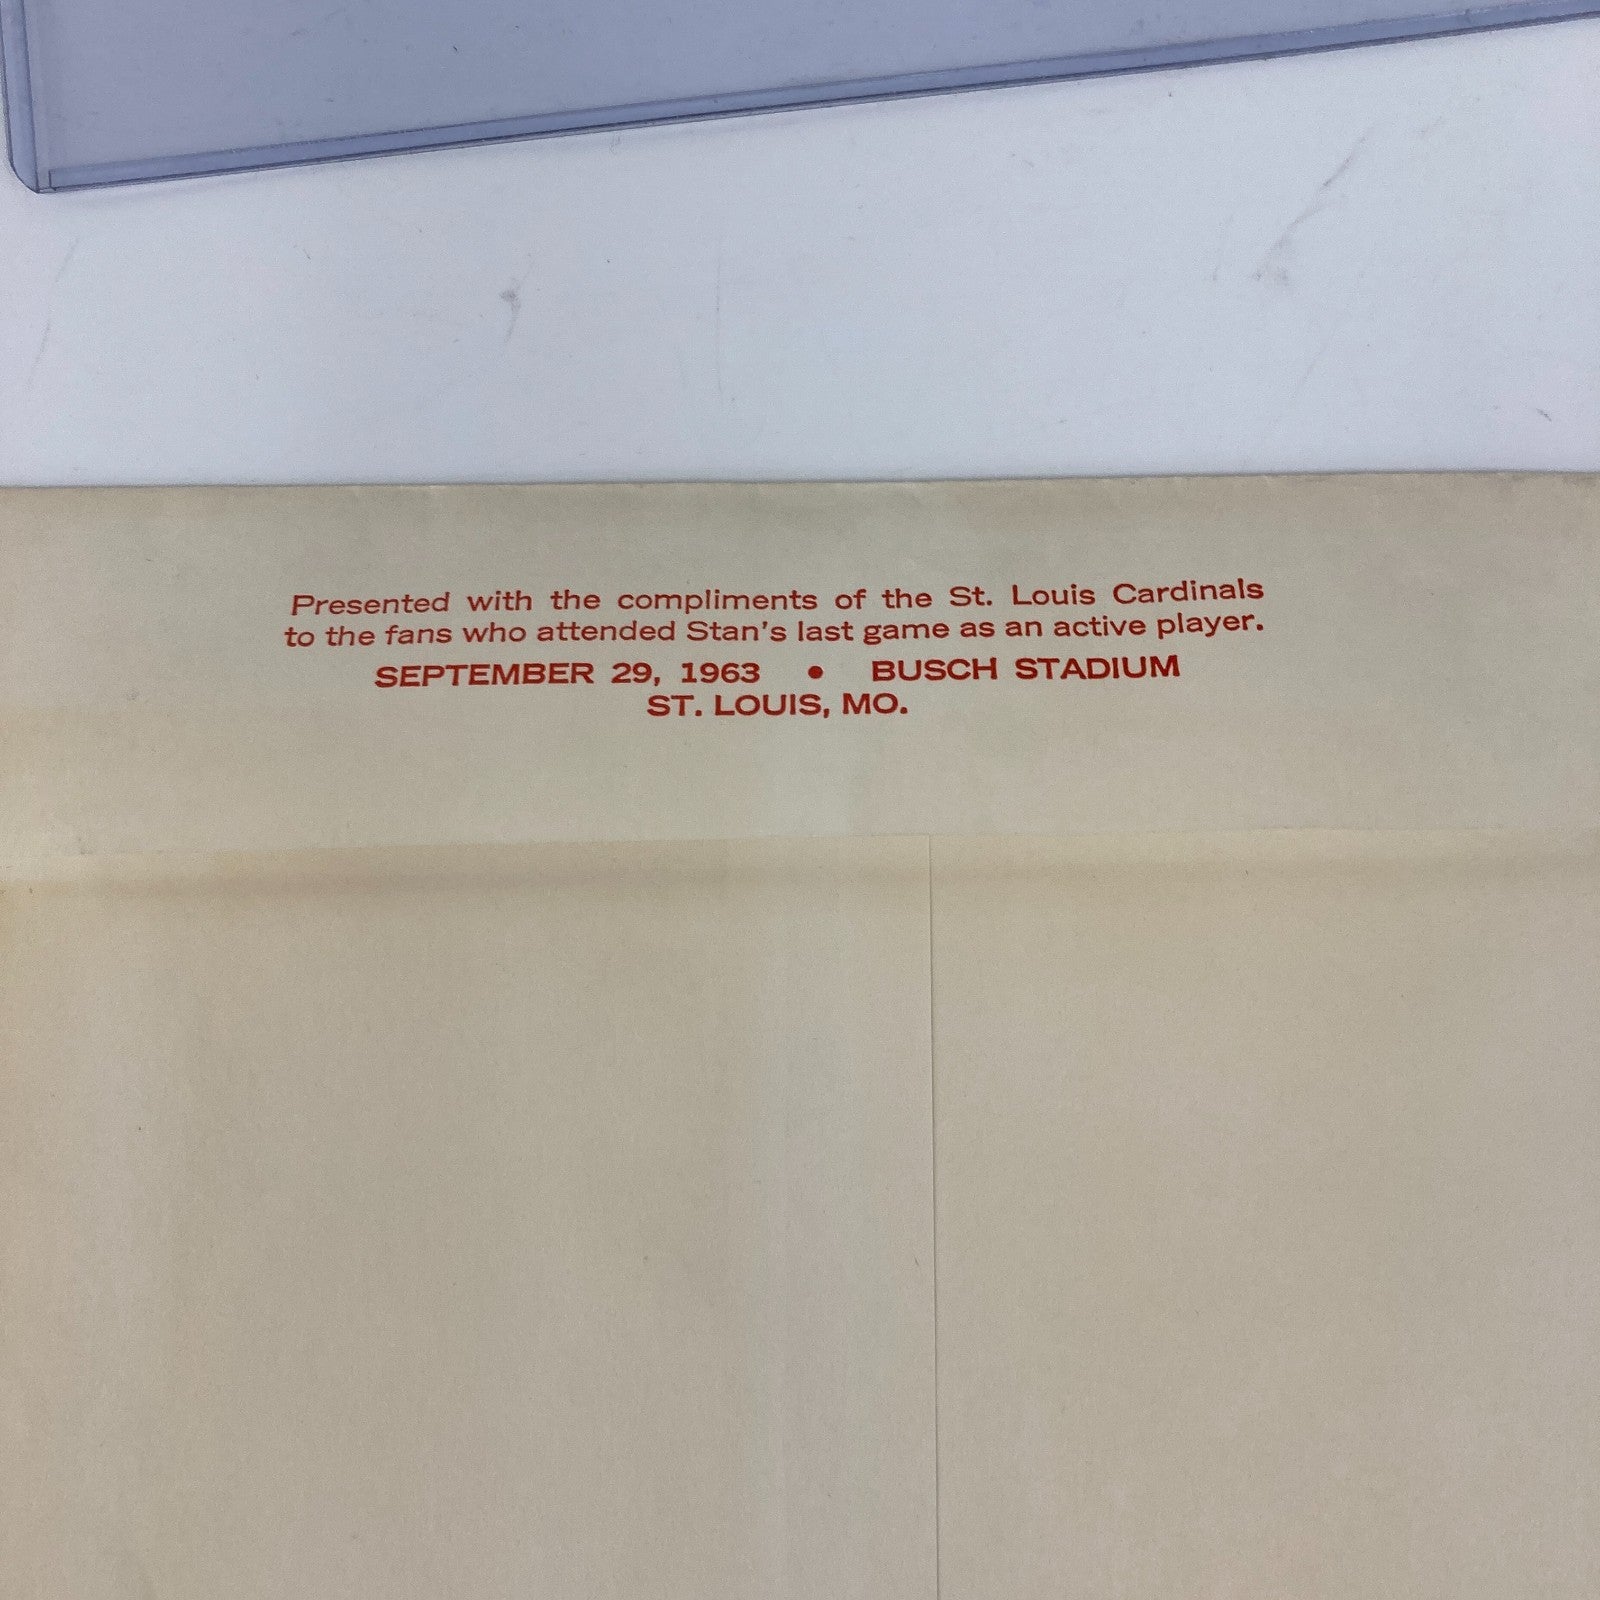 Presented with the compliments of the St. Louis Cardinals
to the fans who attended Stan's last game as an active player.
SEPTEMBER 29, 1963 • BUSCH STADIUM
ST. LOUIS, MO.